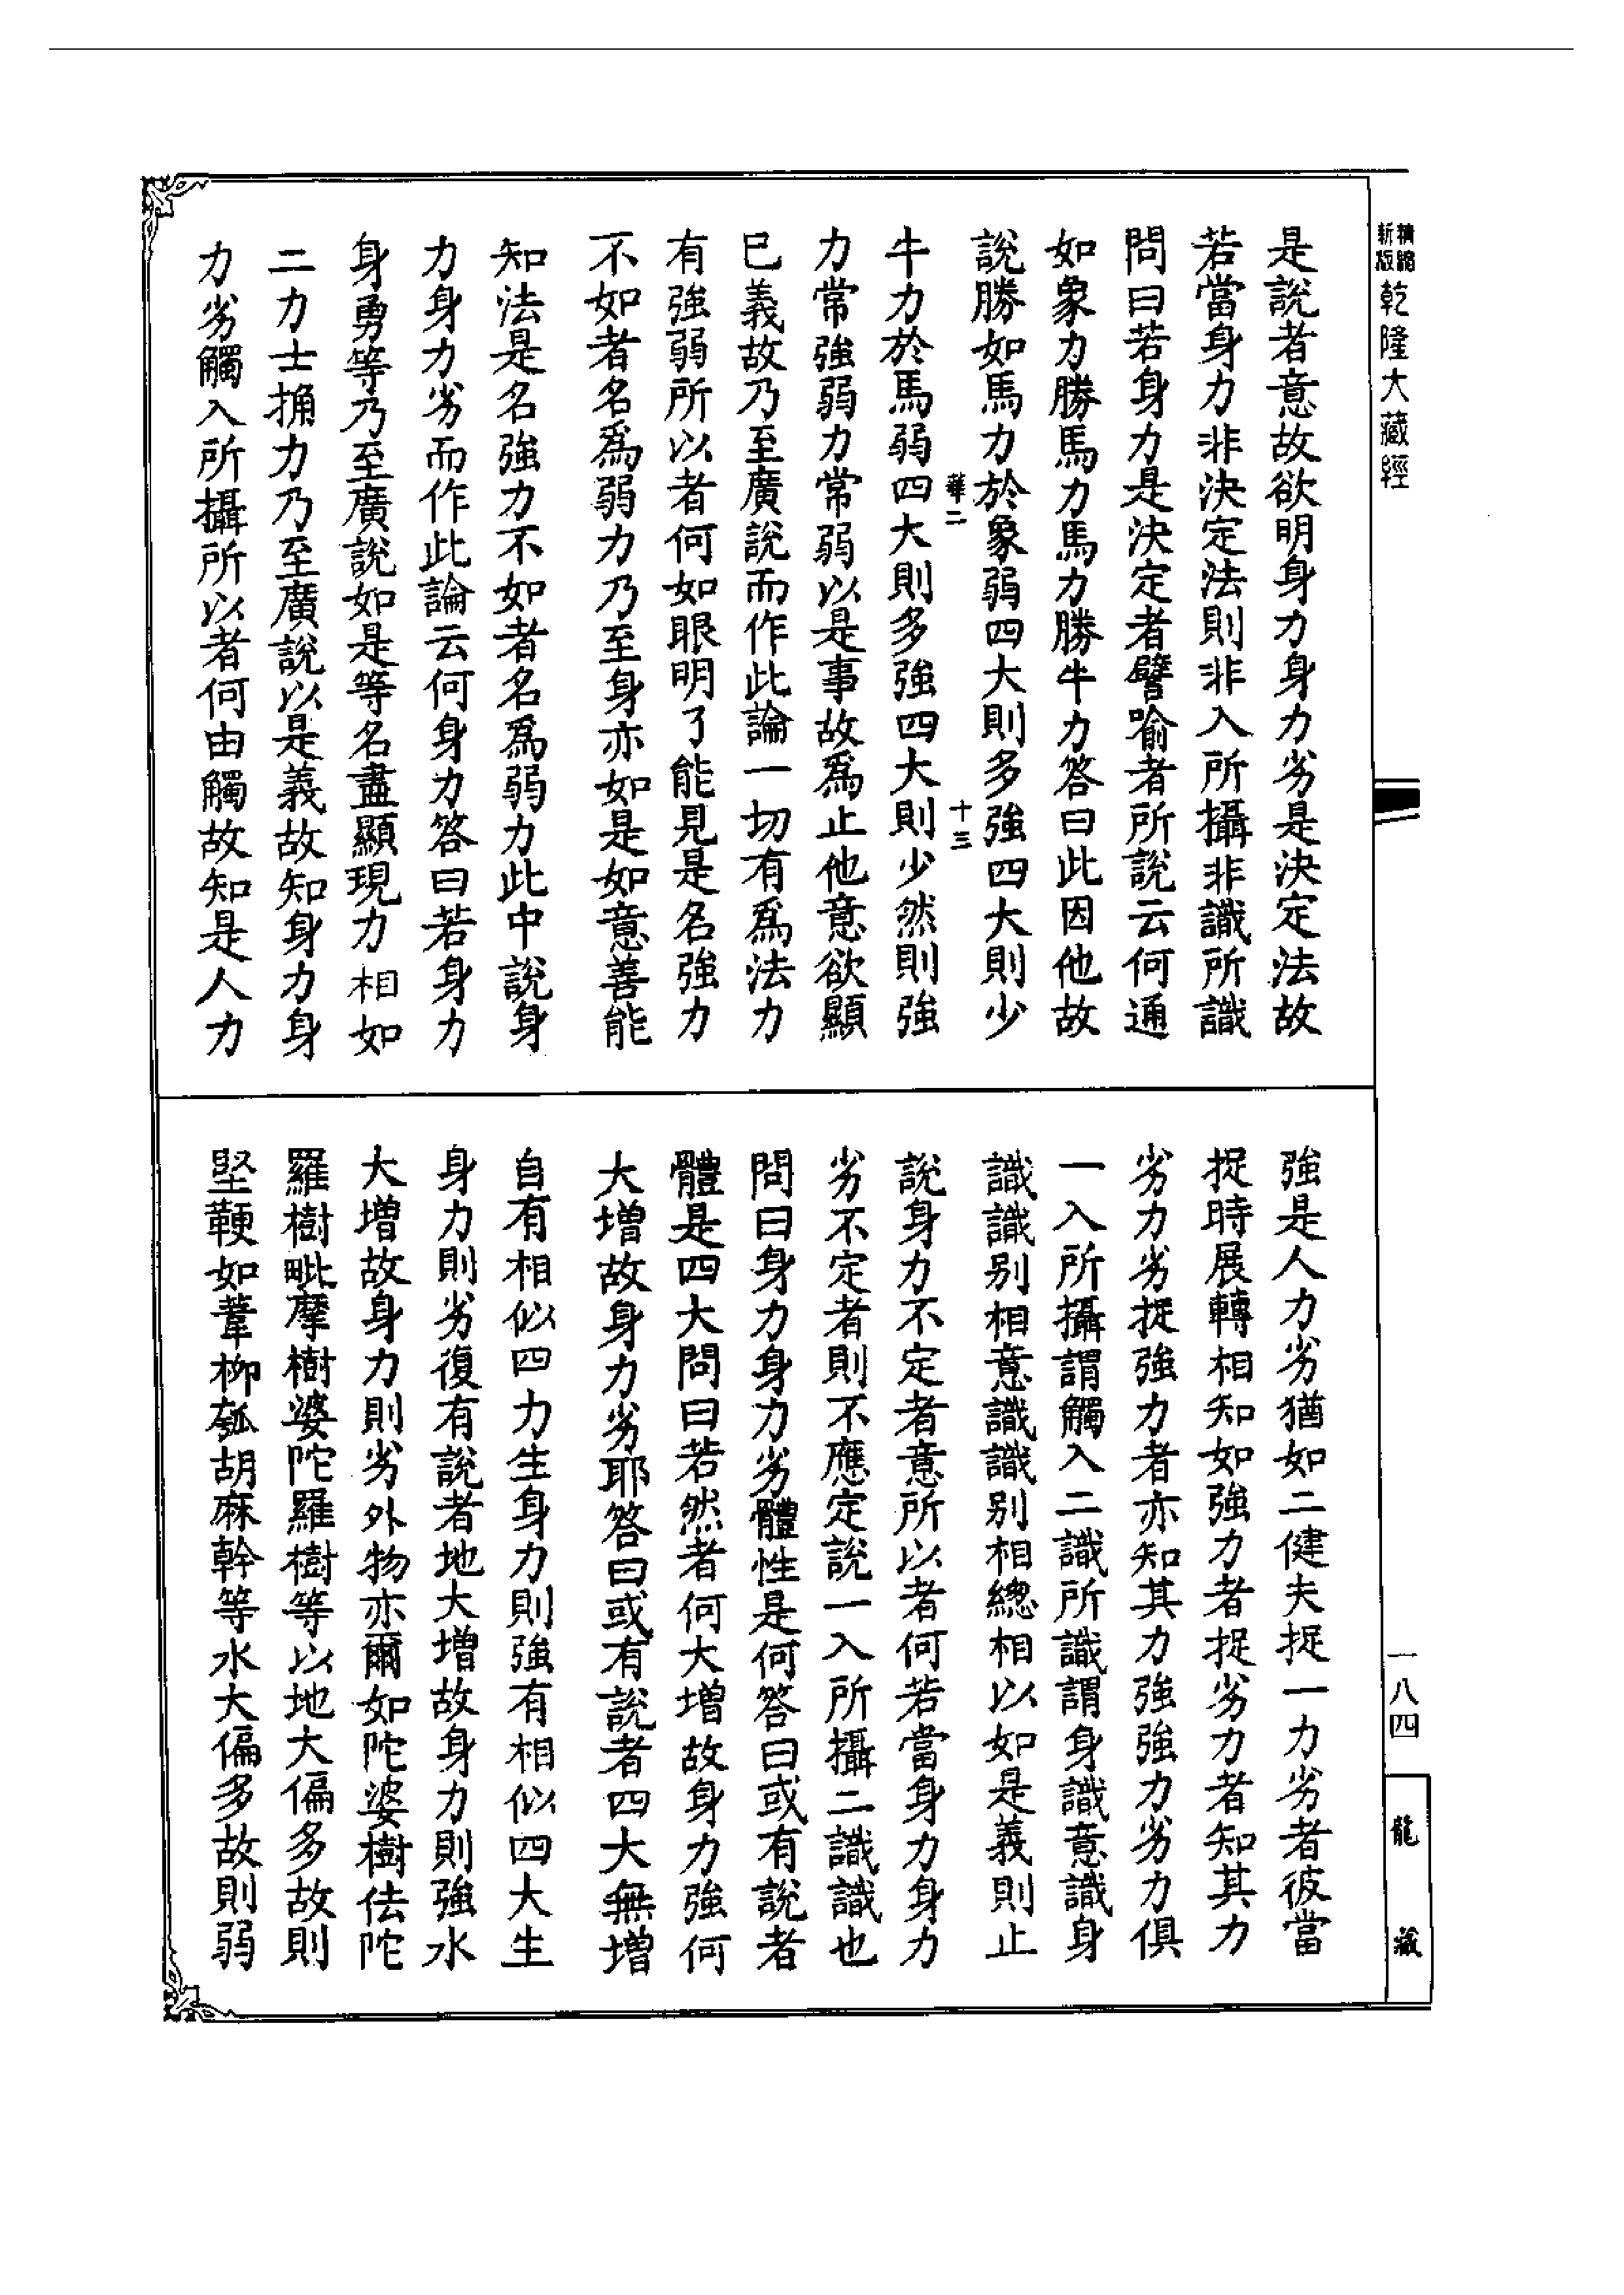 新版
精縮
乾隆大藏經
是說者意故欲明身力身力劣是決定法故
若當身力非決定法則非入所攝非識所識
問曰若身力是決定者譬喻者所說云何通
如象力勝馬力馬力勝牛力答曰此因他故
說勝如馬力於象弱四大則多強四大則少
華二
十三
牛力於馬弱四大則多強四大則少然則強
力常強弱力常弱以是事故為止他意欲顯
已義故乃至廣說而作此論一切有為法力
有強弱所以者何如眼明了能見是名強力
不如者名為弱力乃至身亦如是如意善能
知法是名強力不如者名為弱力此中說身
力身力劣而作此論云何身力答曰若身力
身勇等乃至廣說如是等名盡顯現力相如
二力士捔力乃至廣說以是義故知身力身
力劣觸入所攝所以者何由觸故知是人力
強是人力劣猶如二健夫捉一力劣者彼當
捉時展轉相知如強力者捉劣力者知其力
劣力劣捉強力者亦知其力強強力劣力俱
一入所攝謂觸入二識所識謂身識意識身
識識別相意識識別相總相以如是義則止
說身力不定者意所以者何若當身力身力
劣不定者則不應定說一入所攝二識識也
問曰身力身力劣體性是何答曰或有說者
體是四大問曰若然者何大增故身力強何
大增故身力劣耶答曰或有說者四大無增
自有相似四力生身力則強有相似四大生
身力則劣復有說者地大增故身力則強水
大增故身力則劣外物亦爾如陀婆樹佉陀
羅樹毗摩樹婆陀羅樹等以地大偏多故則
堅鞕如葦柳瓠胡麻幹等水大偏多故則弱
一八四
龍藏